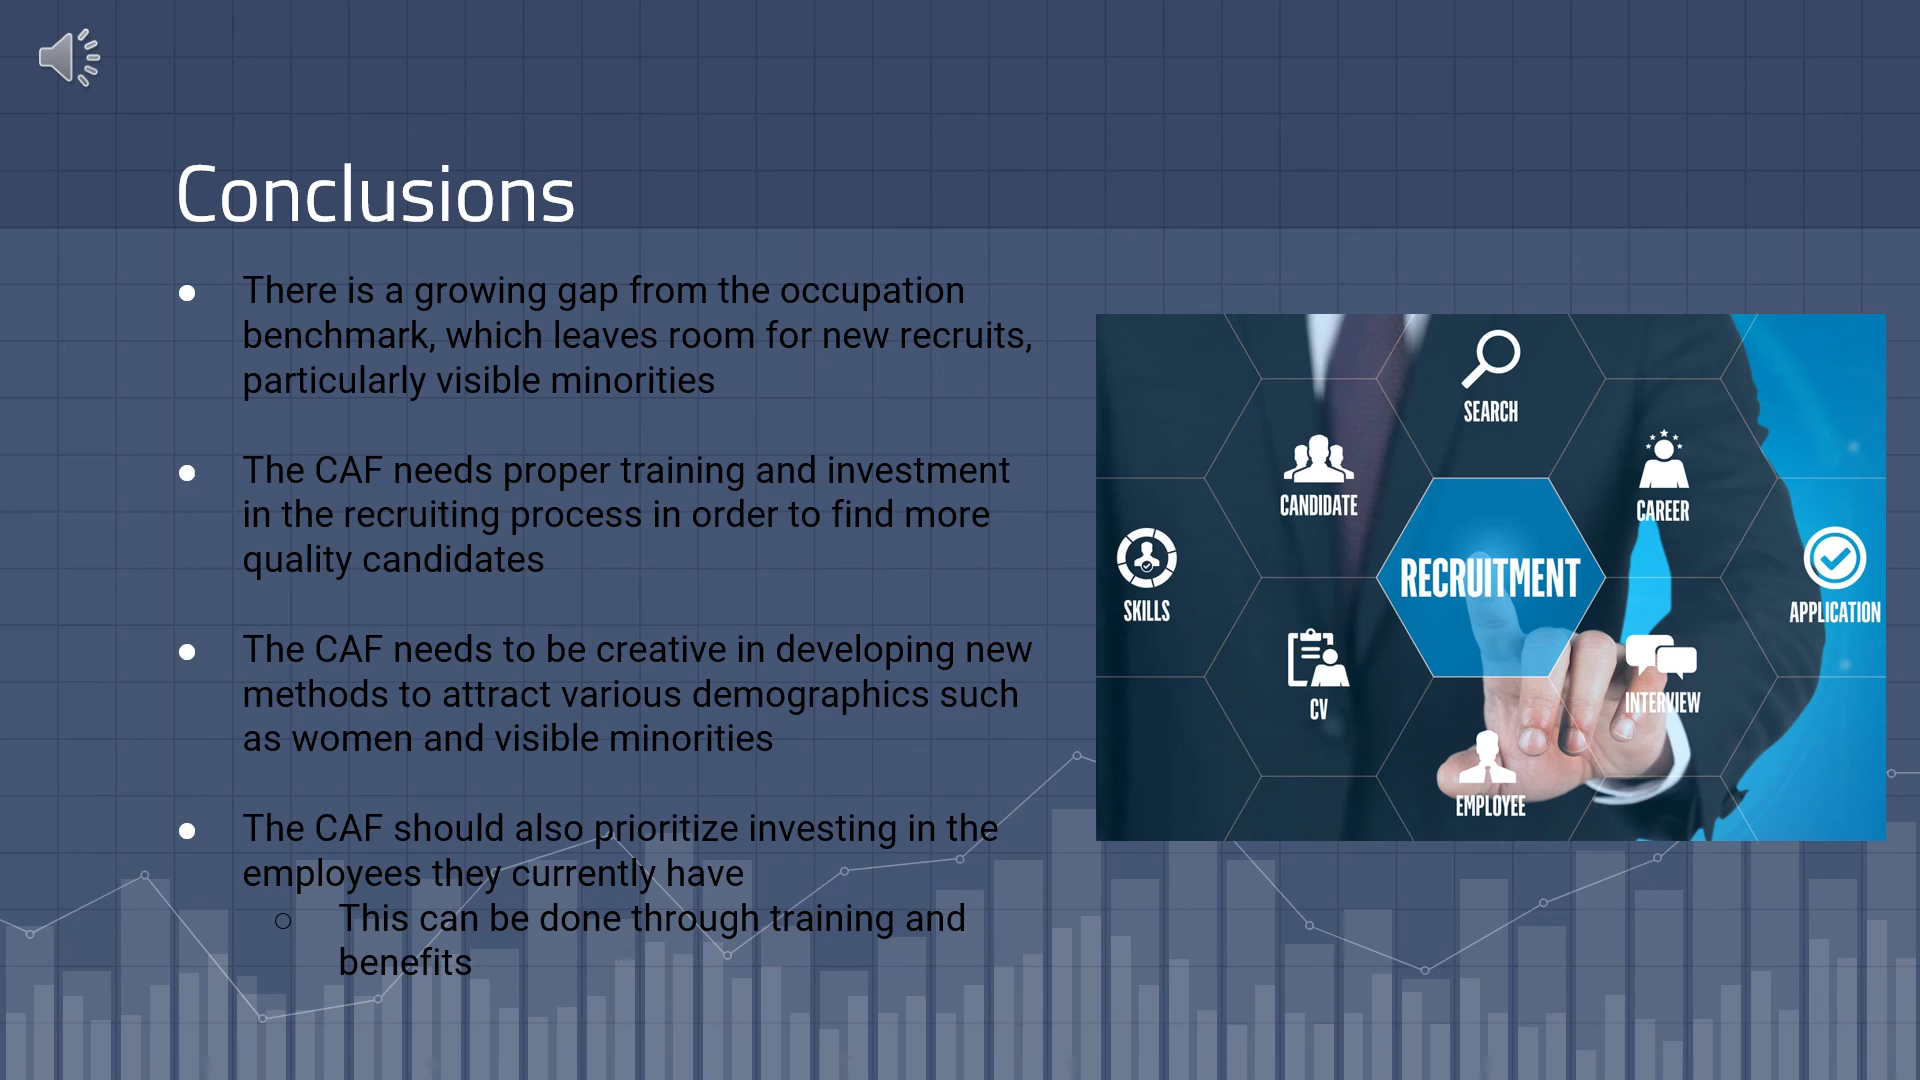 Conclusions
● There is a growing gap from the occupation
benchmark, which leaves room for new recruits,
particularly visible minorities
● The CAF needs proper training and investment
in the recruiting process in order to find more
quality candidates
● The CAF needs to be creative in developing new
methods to attract various demographics such
as women and visible minorities
● The CAF should also prioritize investing in the
employees they currently have
○ This can be done through training and
benefits
SEARCH
CANDIDATE
CAREER
RECRUITMENT
SKILLS
APPLICATION
CV
INTERVIEW
EMPLOYEE